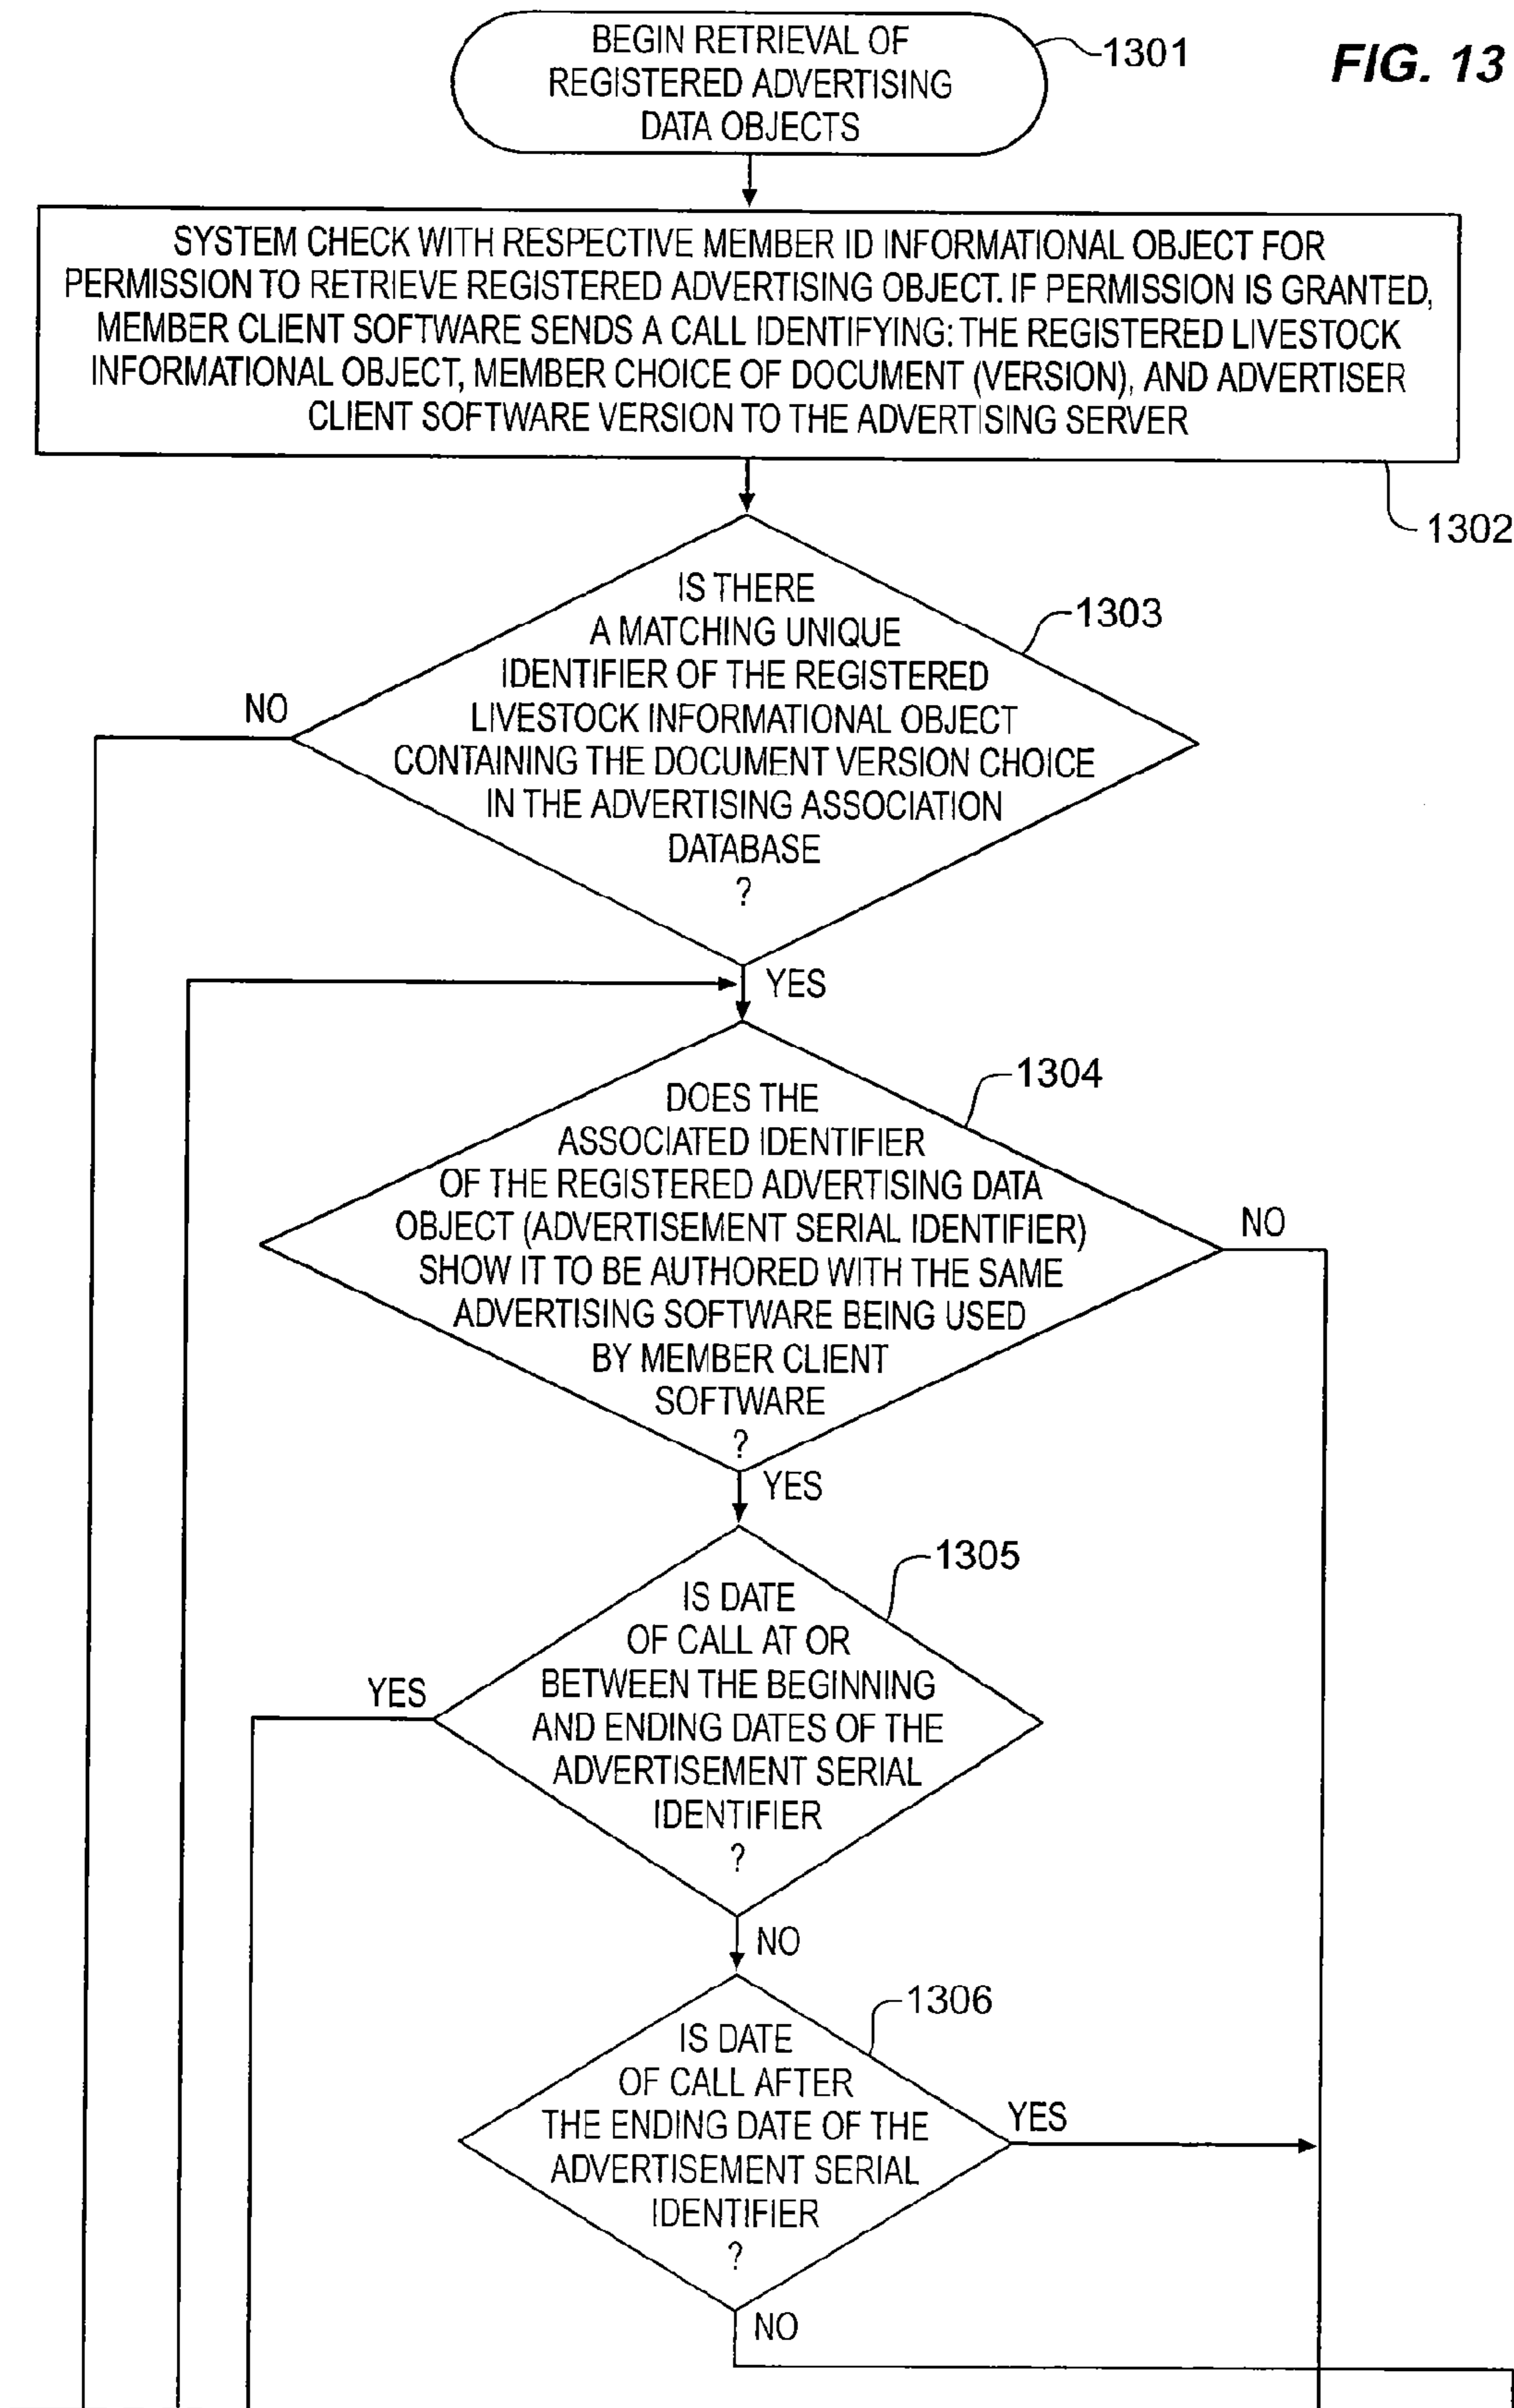 BEGIN RETRIEVAL OF
REGISTERED ADVERTISING
DATA OBJECTS
1301
FIG. 13
SYSTEM CHECK WITH RESPECTIVE MEMBER ID INFORMATIONAL OBJECT FOR
PERMISSION TO RETRIEVE REGISTERED ADVERTISING OBJECT. IF PERMISSION IS GRANTED,
MEMBER CLIENT SOFTWARE SENDS A CALL IDENTIFYING: THE REGISTERED LIVESTOCK
INFORMATIONAL OBJECT, MEMBER CHOICE OF DOCUMENT (VERSION), AND ADVERTISER
CLIENT SOFTWARE VERSION TO THE ADVERTISING SERVER
1302
IS THERE
A MATCHING UNIQUE
IDENTIFIER OF THE REGISTERED
LIVESTOCK INFORMATIONAL OBJECT
CONTAINING THE DOCUMENT VERSION CHOICE
IN THE ADVERTISING ASSOCIATION
DATABASE
?
1303
NO
YES
DOES THE
ASSOCIATED IDENTIFIER
OF THE REGISTERED ADVERTISING DATA
OBJECT (ADVERTISEMENT SERIAL IDENTIFIER)
SHOW IT TO BE AUTHORED WITH THE SAME
ADVERTISING SOFTWARE BEING USED
BY MEMBER CLIENT
SOFTWARE
?
1304
NO
YES
IS DATE
OF CALL AT OR
BETWEEN THE BEGINNING
AND ENDING DATES OF THE
ADVERTISEMENT SERIAL
IDENTIFIER
?
1305
YES
NO
IS DATE
OF CALL AFTER
THE ENDING DATE OF THE
ADVERTISEMENT SERIAL
IDENTIFIER
?
1306
YES
NO